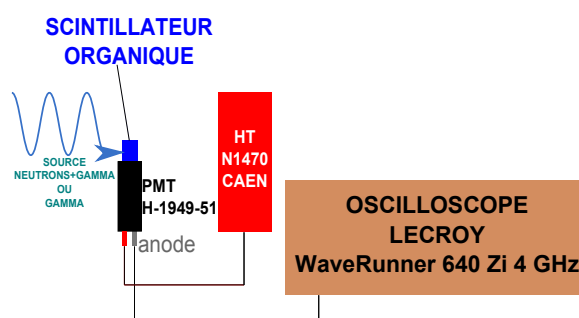 SCINTILLATEUR
ORGANIQUE
SOURCE
NEUTRONS+GAMMA
OU
GAMMA
PMT
H-1949-51
anode
HT
N1470
CAEN
OSCILLOSCOPE
LECROY
WaveRunner 640 Zi 4 GHz